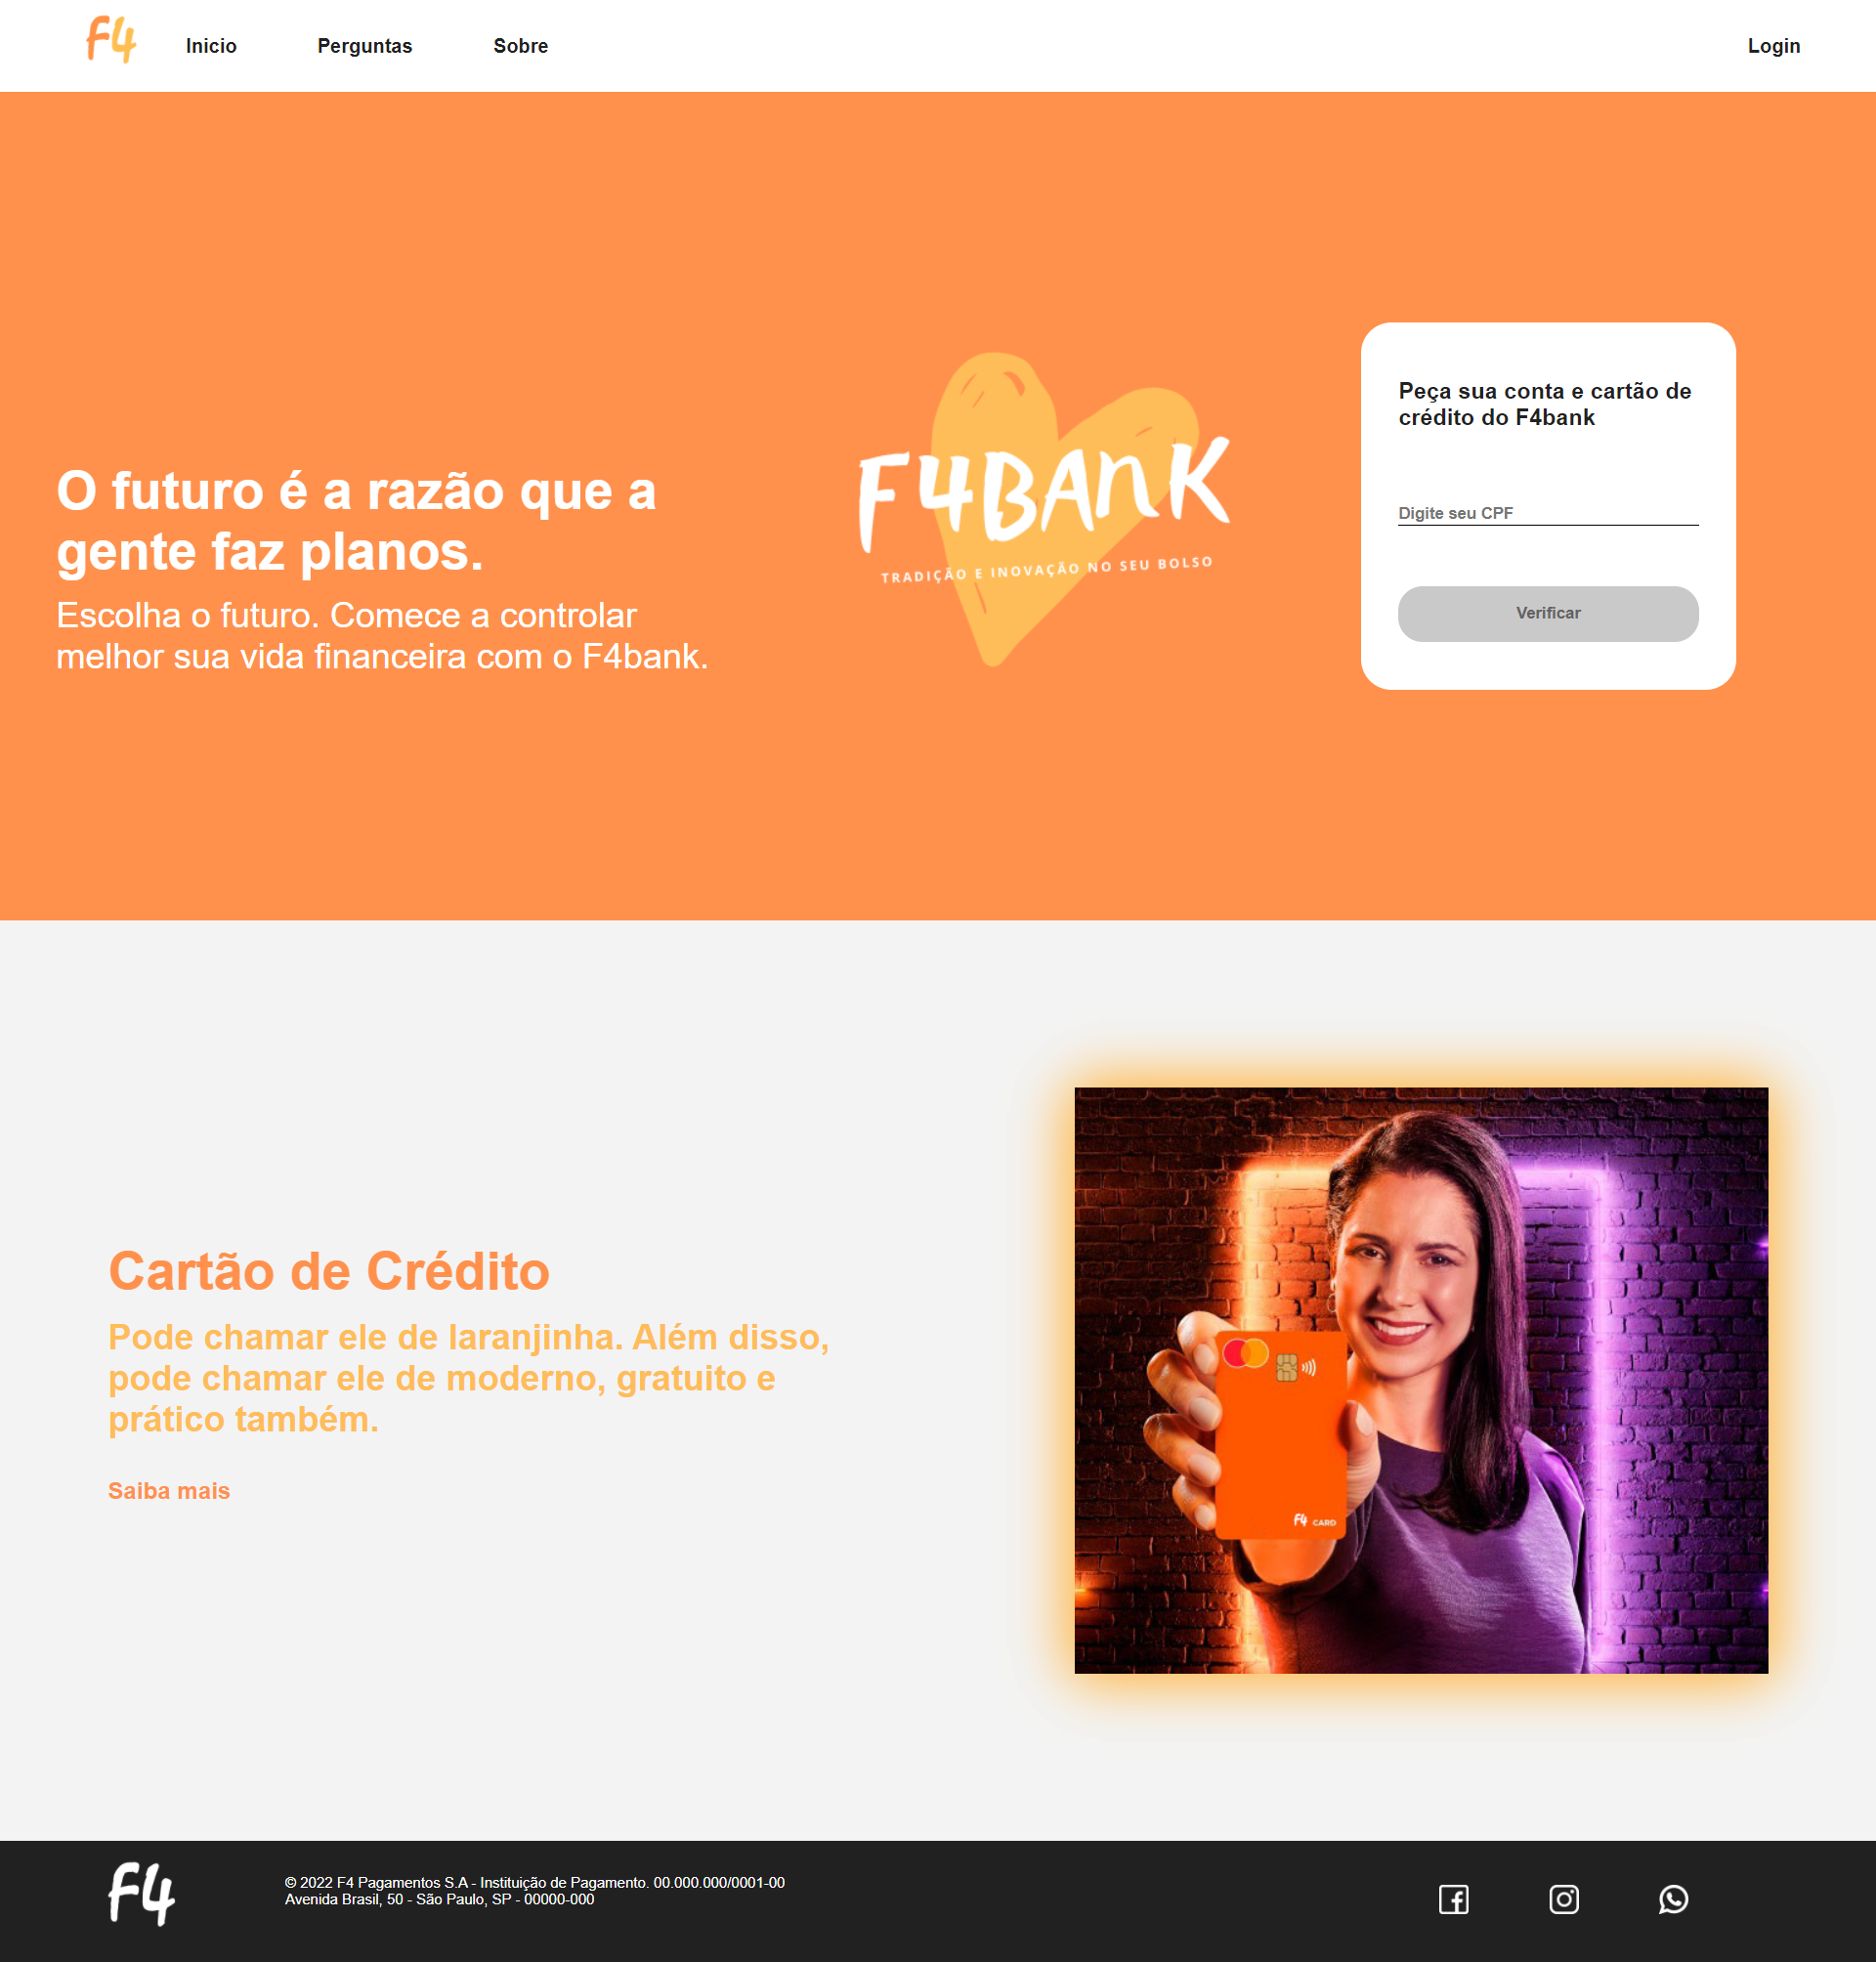 F4
Inicio
Perguntas
Sobre
Login
O futuro é a razão que a
gente faz planos.
Escolha o futuro. Comece a controlar
melhor sua vida financeira com o F4bank.
F4BANK
TRADIÇÃO E INOVAÇÃO NO SEU BOLSO
Peça sua conta e cartão de
crédito do F4bank
Digite seu CPF
Verificar
Cartão de Crédito
Pode chamar ele de laranjinha. Além disso,
pode chamar ele de moderno, gratuito e
prático também.
Saiba mais
F4 CARD
F4
© 2022 F4 Pagamentos S.A - Instituição de Pagamento. 00.000.000/0001-00
Avenida Brasil, 50 - São Paulo, SP - 00000-000